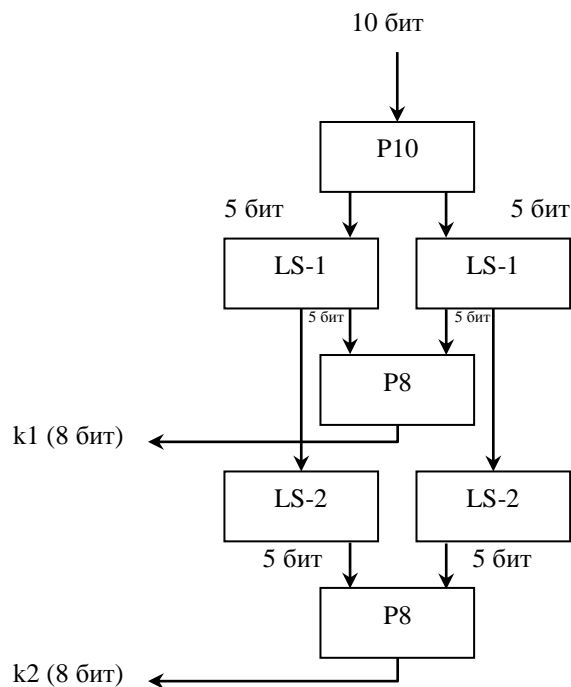 10 бит
P10
5 бит
5 бит
LS-1
LS-1
5 бит
5 бит
P8
k1 (8 бит)
LS-2
LS-2
5 бит
5 бит
P8
k2 (8 бит)